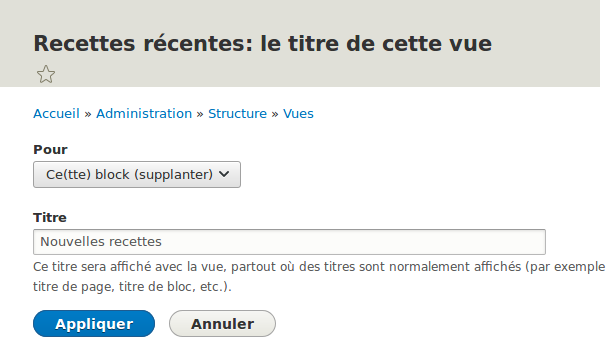 Recettes récentes: le titre de cette vue
Accueil » Administration » Structure » Vues
Pour
Ce(tte) block (supplanter)
Titre
Nouvelles recettes
Ce titre sera affiché avec la vue, partout où des titres sont normalement affichés (par exemple
titre de page, titre de bloc, etc.).
Appliquer Annuler